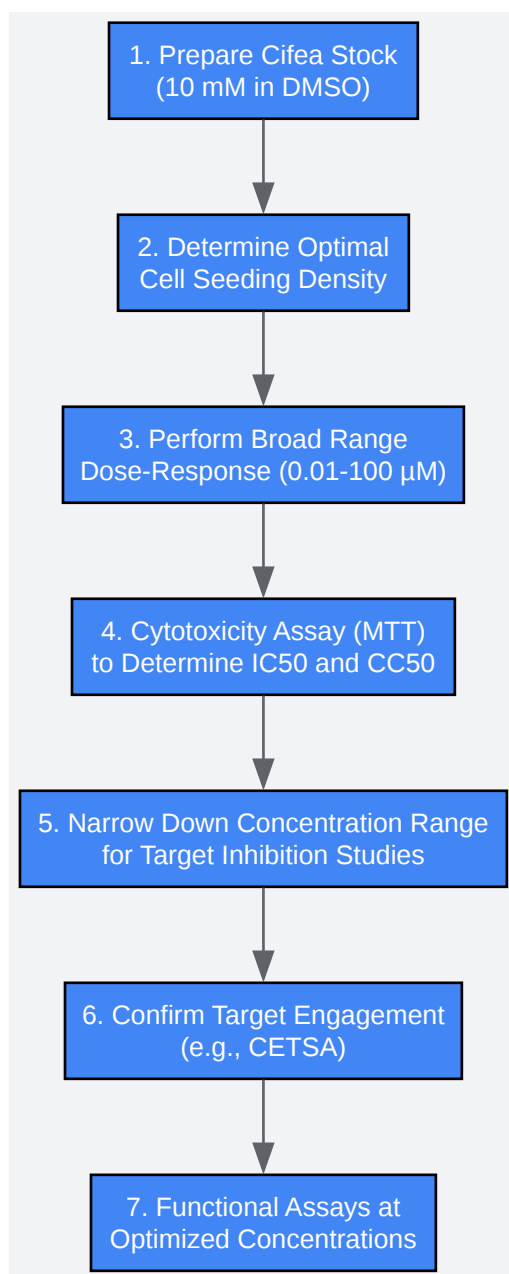 1. Prepare Cifea Stock
(10 mM in DMSO)
2. Determine Optimal
Cell Seeding Density
3. Perform Broad Range
Dose-Response (0.01-100 µM)
4. Cytotoxicity Assay (MTT)
to Determine IC50 and CC50
5. Narrow Down Concentration Range
for Target Inhibition Studies
6. Confirm Target Engagement
(e.g., CETSA)
7. Functional Assays at
Optimized Concentrations